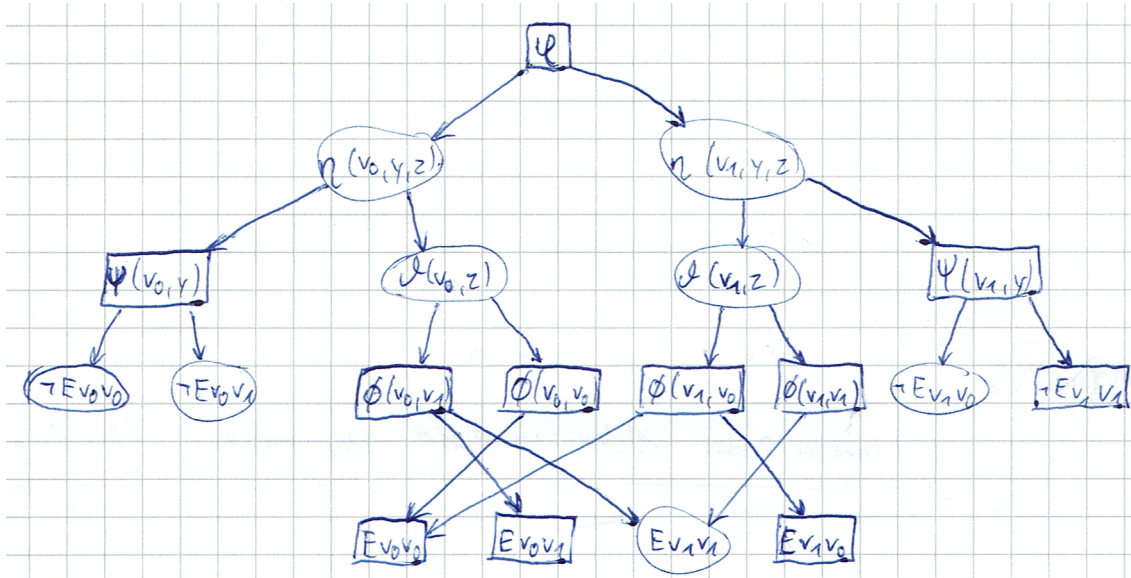 φ
η(v₀,y,z) η(v₁,y,z)
Ψ(v₀,y) ϑ(v₀,z) ϑ(v₁,z) Ψ(v₁,y)
¬Ev₀v₀ ¬Ev₀v₁ ϕ(v₀,v₁) ϕ(v₀,v₀) ϕ(v₁,v₀) ϕ(v₁,v₁) ¬Ev₁v₀ ¬Ev₁v₁
Ev₀v₀ Ev₀v₁ Ev₁v₁ Ev₁v₀